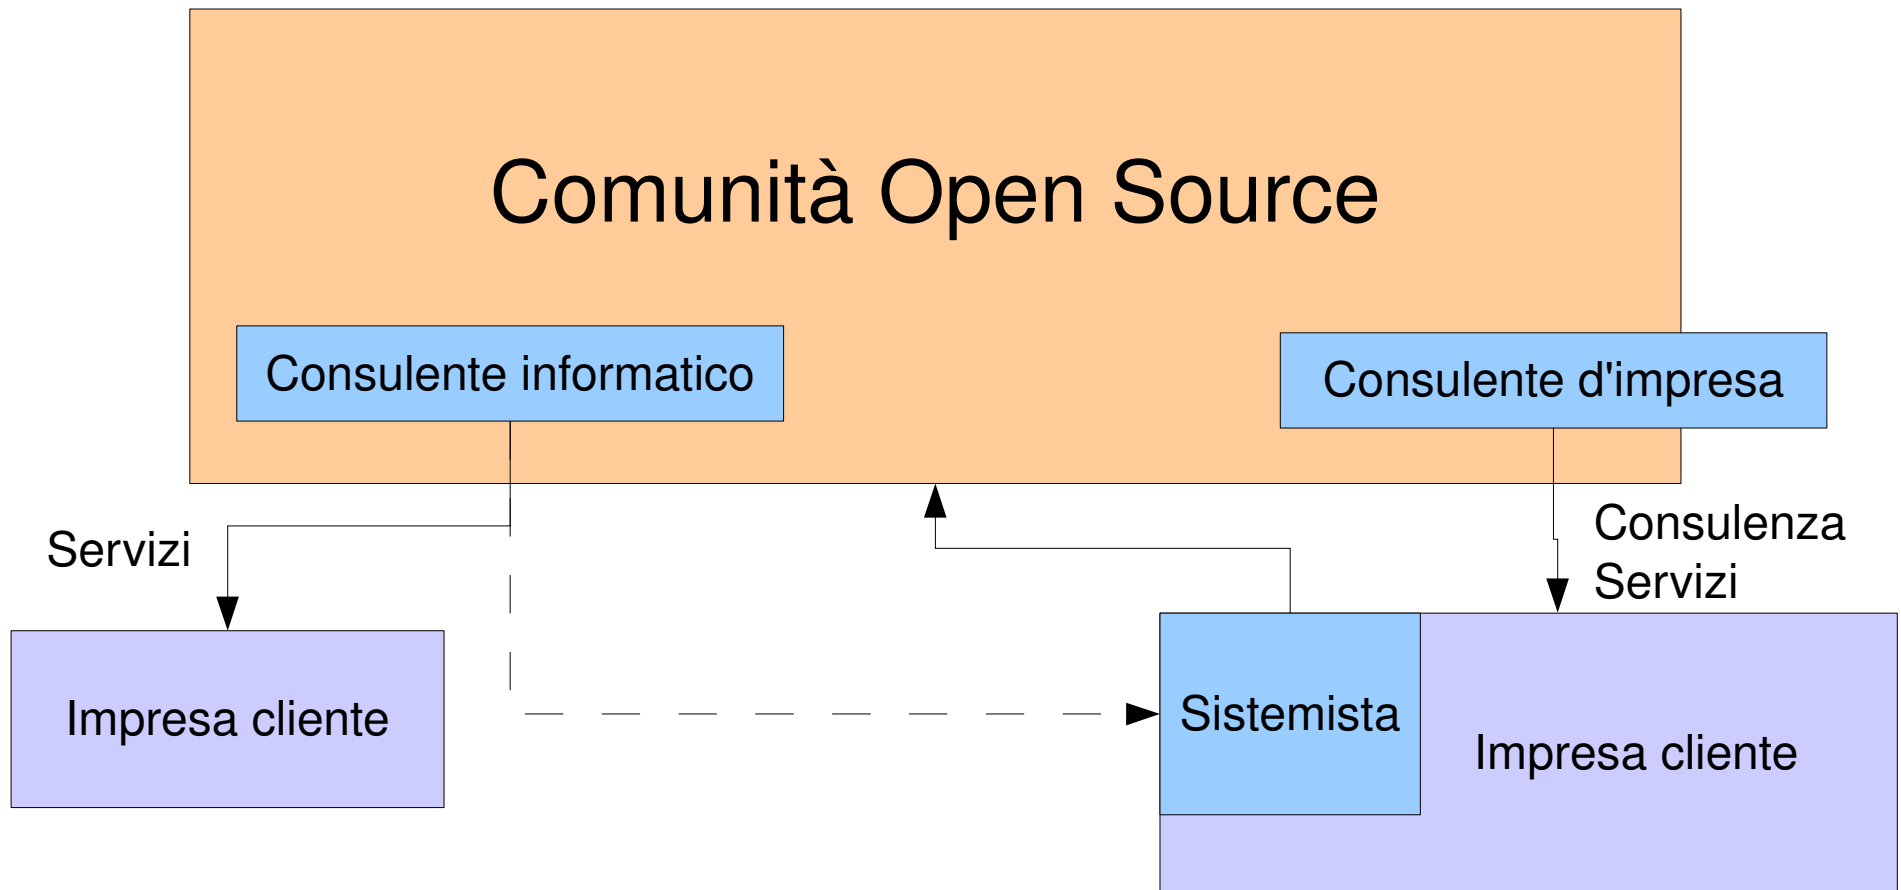 Comunità Open Source
Consulente informatico
Consulente d'impresa
Servizi
Consulenza
Servizi
Impresa cliente
Sistemista
Impresa cliente